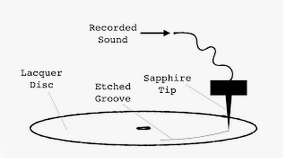 Recorded
Sound
Lacquer
Disc
Etched
Groove
Sapphire
Tip